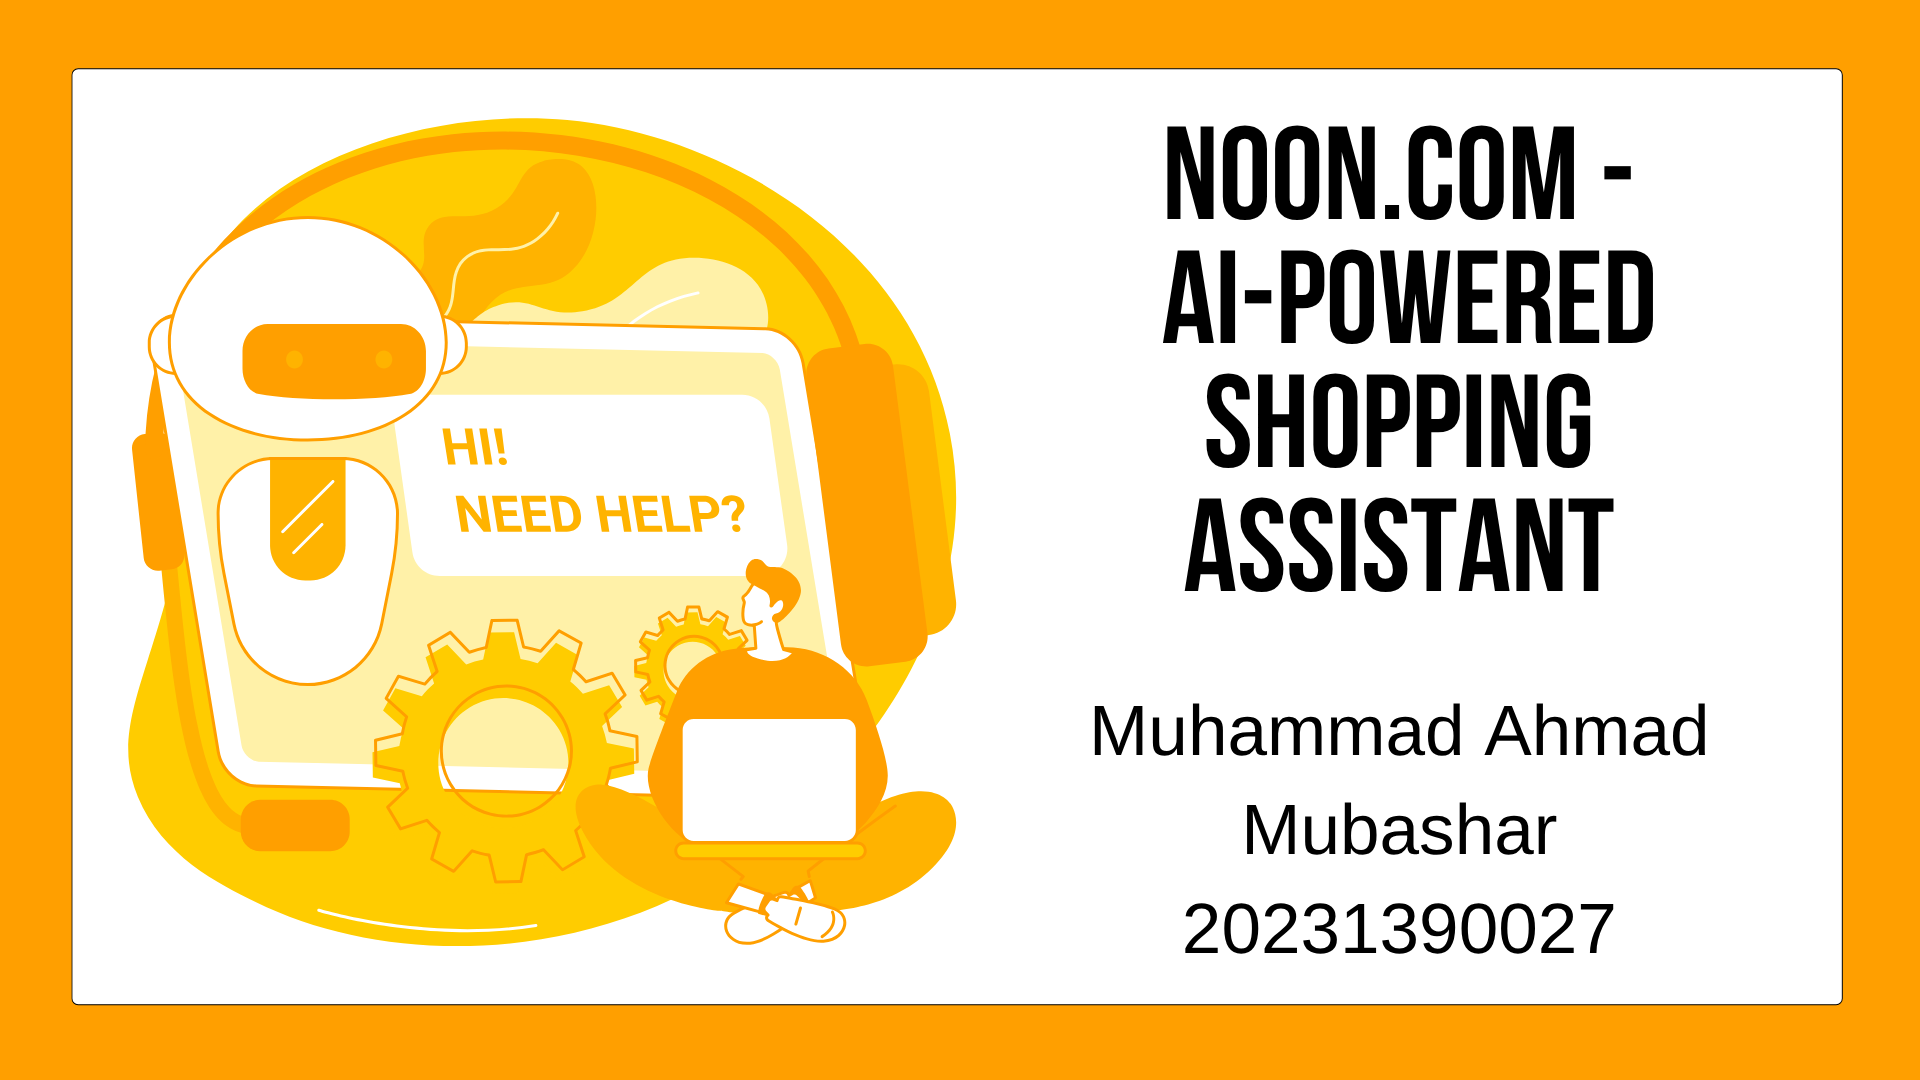 HI!
NEED HELP?
NOON.COM -
AI-POWERED
SHOPPING
ASSISTANT
Muhammad Ahmad
Mubashar
20231390027